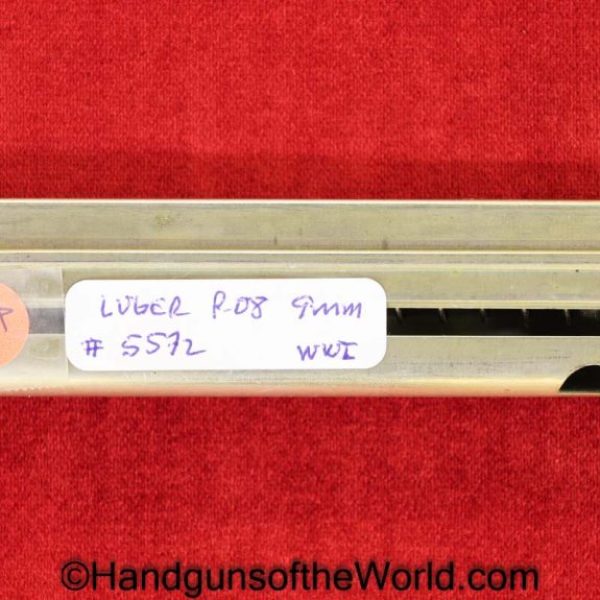 LUGER P-08 9mm
# 5572 WWI
©HandgunsoftheWorld.com